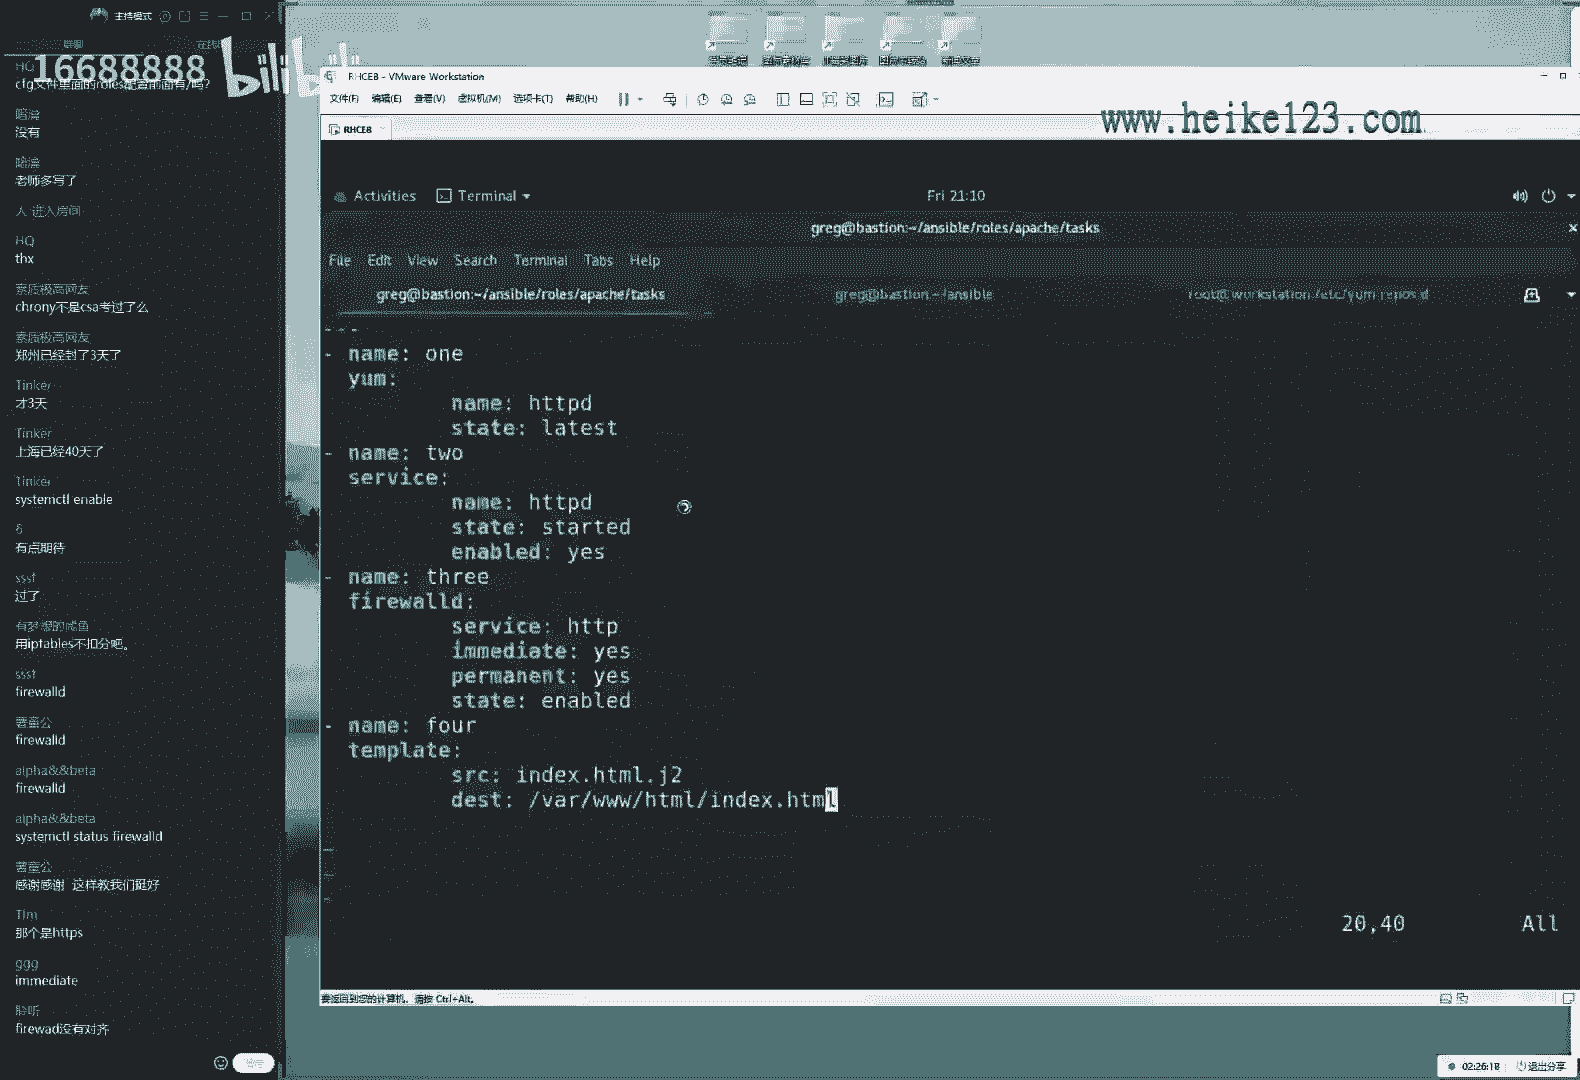 主持模式
16688888
bilibili
HQ
cfg文件里面的roles配置前面有/吗?
暗渠
没有
暗渠
老师多写了
人 进入房间
HQ
thx
素质极高网友
chrony不是csa考过了么
素质极高网友
郑州已经封了3天了
Tinker
才3天
Tinker
上海已经40天了
Tinker
systemctl enable
6
有点期待
ssst
过了
有梦想的咸鱼
用iptables不扣分吧。
ssst
firewalld
薯童公
firewalld
alpha&&beta
firewalld
alpha&&beta
systemctl status firewalld
薯童公
感谢感谢 这样教我们挺好
Tim
那个是https
ggg
immediate
聆听
firewad没有对齐
RHCE8 - VMware Workstation
文件(F) 编辑(E) 查看(V) 虚拟机(M) 选项卡(T) 帮助(H)
RHCE8
www.heike123.com
Activities Terminal Fri 21:10
greg@bastion:~/ansible/roles/apache/tasks
File Edit View Search Terminal Tabs Help
greg@bastion:~/ansible/roles/apache/tasks greg@bastion:~/ansible root@workstation:/etc/yum.repos.d
---
- name: one
yum:
name: httpd
state: latest
- name: two
service:
name: httpd
state: started
enabled: yes
- name: three
firewalld:
service: http
immediate: yes
permanent: yes
state: enabled
- name: four
template:
src: index.html.j2
dest: /var/www/html/index.html
20,40 All
要返回到您的计算机，请按 Ctrl+Alt。
02:26:18 退出分享